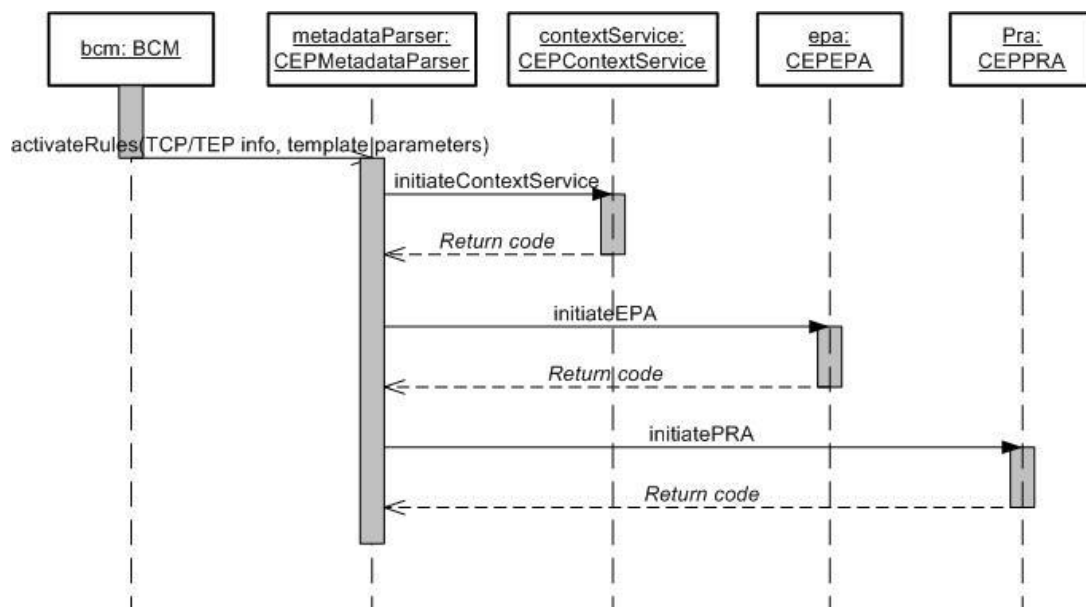 bcm: BCM
metadataParser:
CEPMetadataParser
contextService:
CEPContextService
epa:
CEPEPA
Pra:
CEPPRA
activateRules(TCP/TEP info, template parameters)
initiateContextService
Return code
initiateEPA
Return code
initiatePRA
Return code